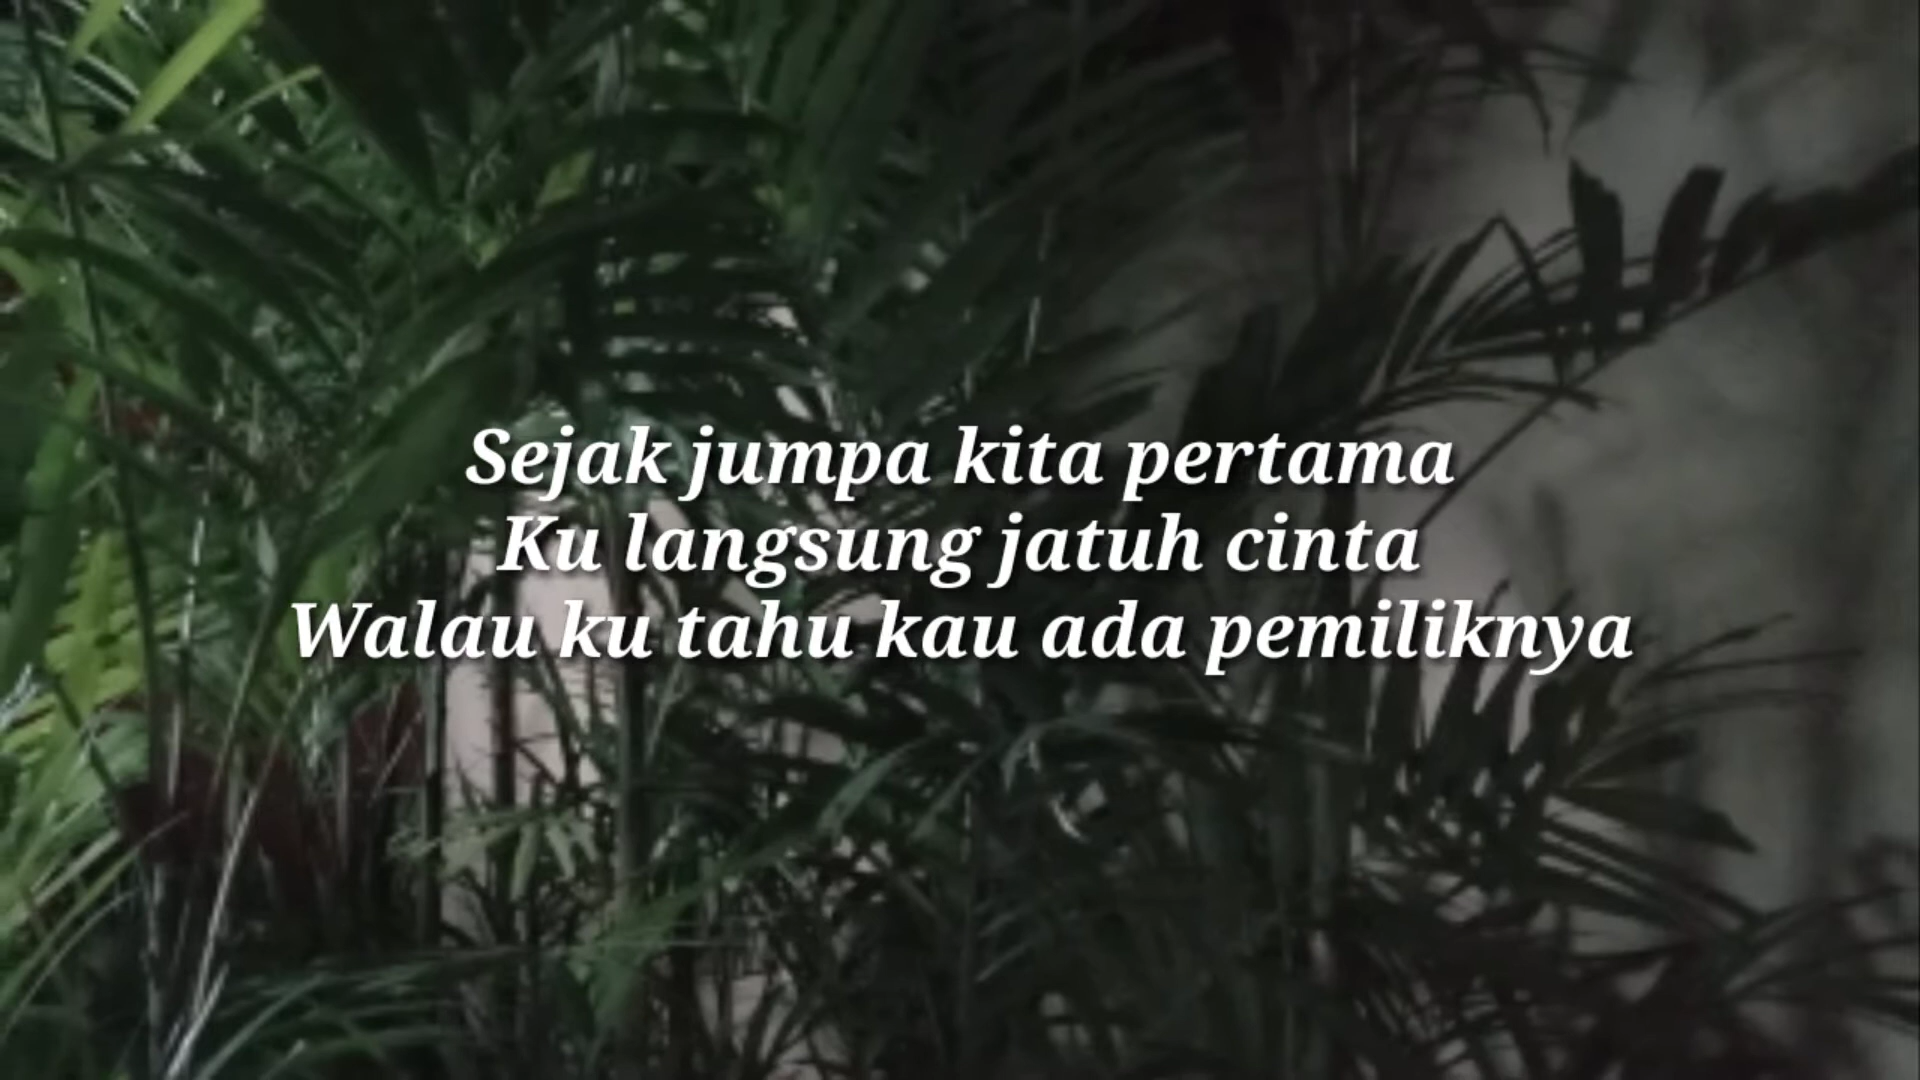 Sejak jumpa kita pertama
Ku langsung jatuh cinta
Walau ku tahu kau ada pemiliknya